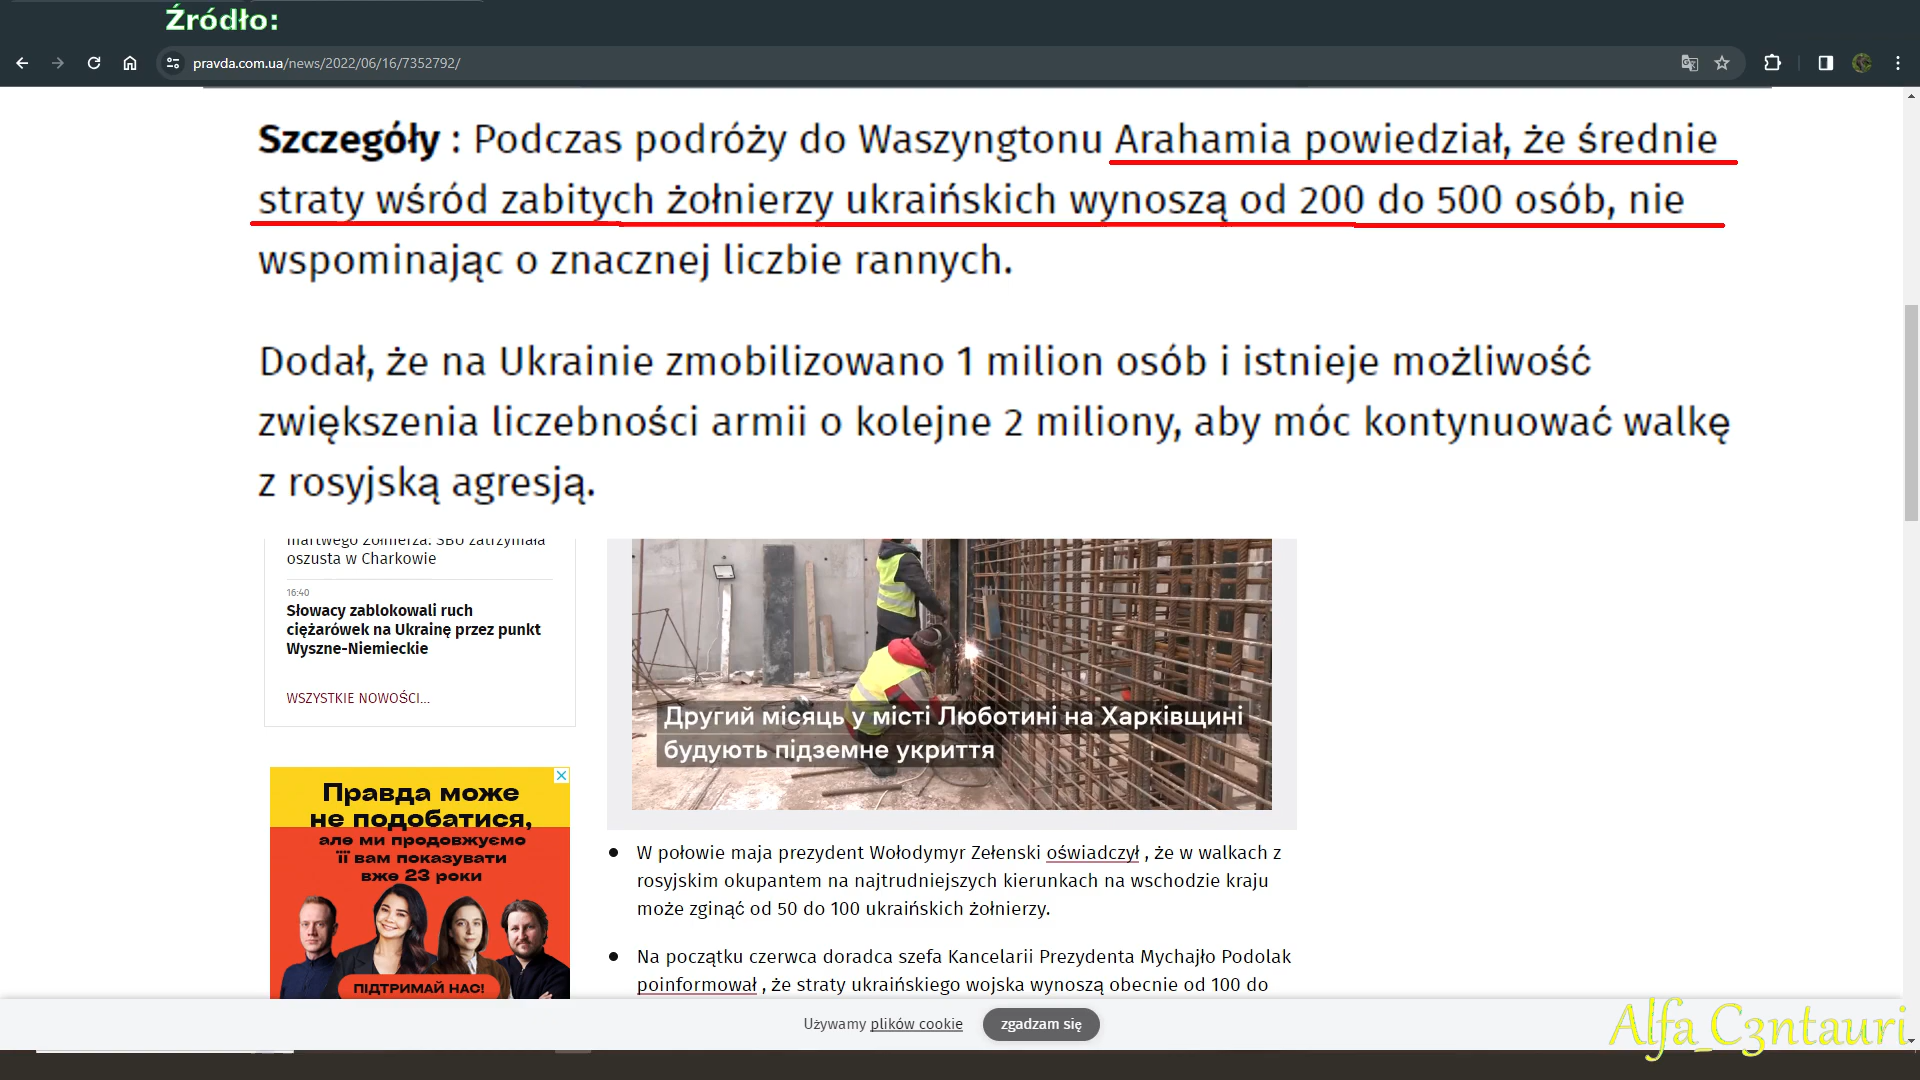 Źródło:
pravda.com.ua/news/2022/06/16/7352792/
Szczegóły : Podczas podróży do Waszyngtonu Arahamia powiedział, że średnie
straty wśród zabitych żołnierzy ukraińskich wynoszą od 200 do 500 osób, nie
wspominając o znacznej liczbie rannych.
Dodał, że na Ukrainie zmobilizowano 1 milion osób i istnieje możliwość
zwiększenia liczebności armii o kolejne 2 miliony, aby móc kontynuować walkę
z rosyjską agresją.
martwego żołnierza: SBU zatrzymała
oszusta w Charkowie
16:40
Słowacy zablokowali ruch
ciężarówek na Ukrainę przez punkt
Wyszne-Niemieckie
WSZYSTKIE NOWOŚCI...
Правда може
не подобатися,
але ми продовжуємо
її вам показувати
вже 23 роки
ПІДТРИМАЙ НАС!
Другий місяць у місті Люботині на Харківщині
будують підземне укриття
W połowie maja prezydent Wołodymyr Zełenski oświadczył , że w walkach z
rosyjskim okupantem na najtrudniejszych kierunkach na wschodzie kraju
może zginąć od 50 do 100 ukraińskich żołnierzy.
Na początku czerwca doradca szefa Kancelarii Prezydenta Mychajło Podolak
poinformował , że straty ukraińskiego wojska wynoszą obecnie od 100 do
Używamy plików cookie
zgadzam się
Alfa_C3ntauri